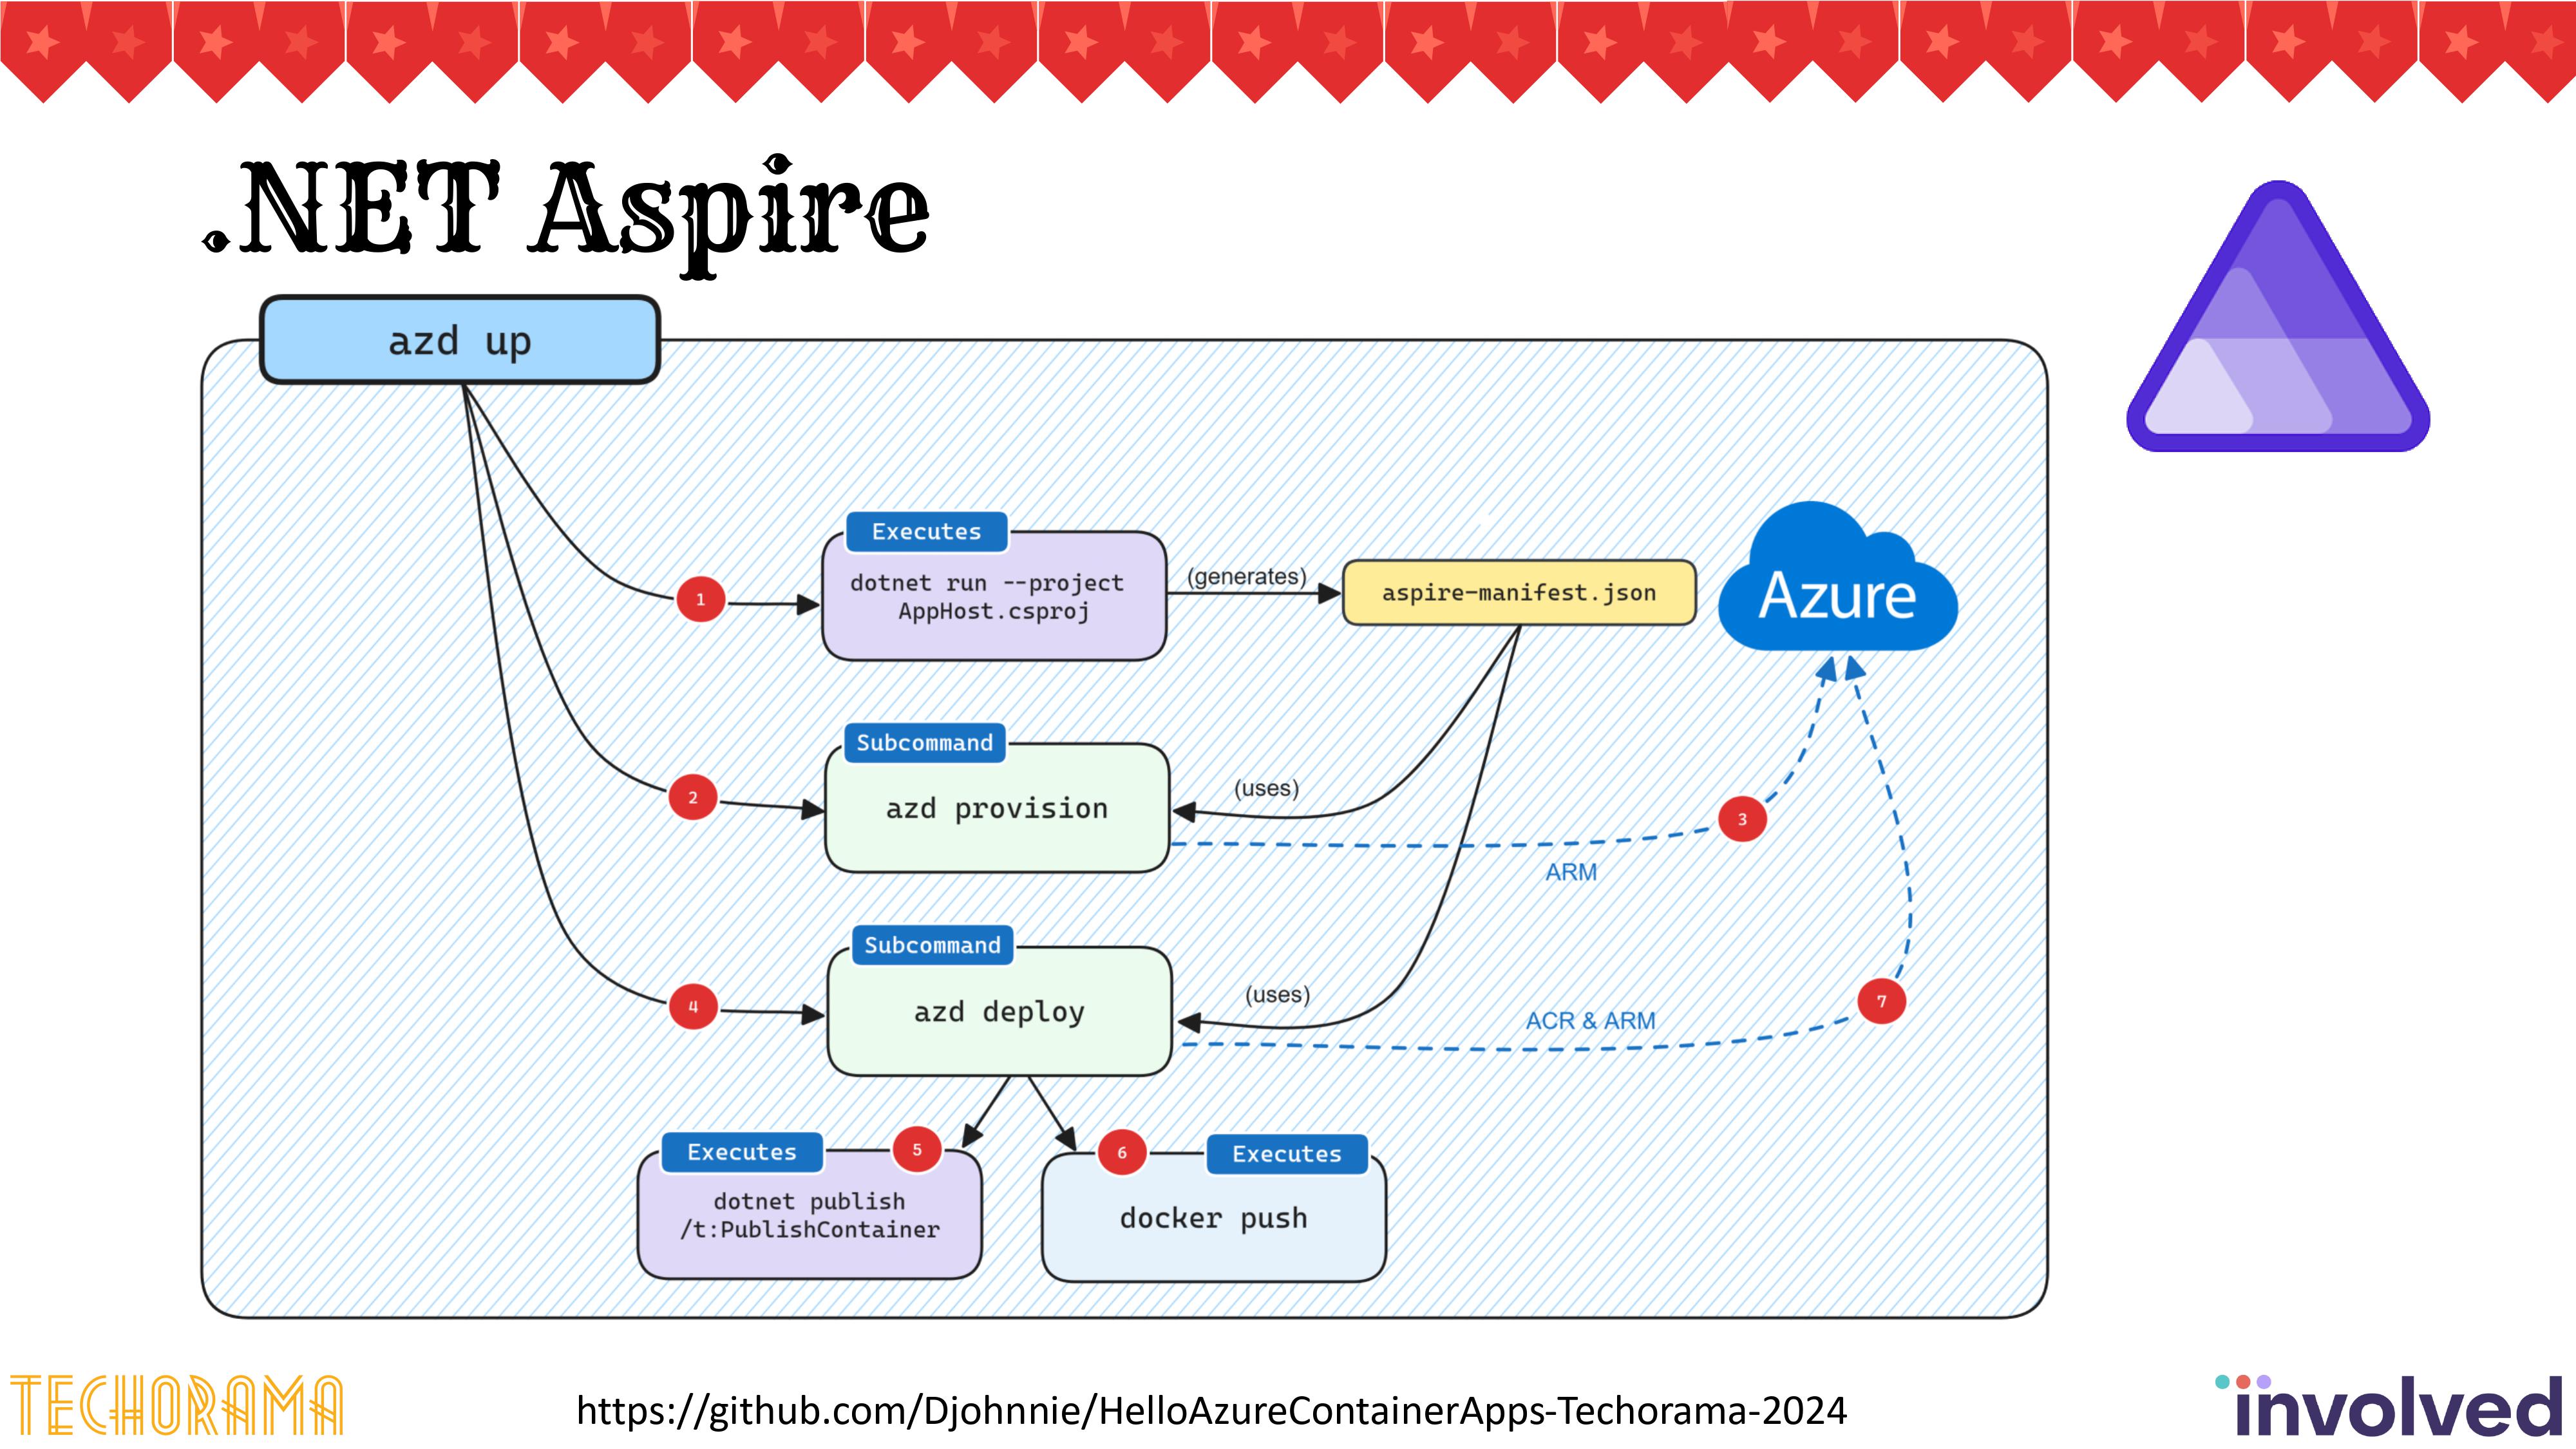 .NET Aspire
azd up
Executes
1
dotnet run --project
AppHost.csproj
(generates)
aspire-manifest.json
Azure
Subcommand
2
azd provision
(uses)
3
ARM
Subcommand
4
azd deploy
(uses)
7
ACR & ARM
Executes
5
dotnet publish
/t:PublishContainer
6
Executes
docker push
TECHORAMA
https://github.com/Djohnnie/HelloAzureContainerApps-Techorama-2024
involved